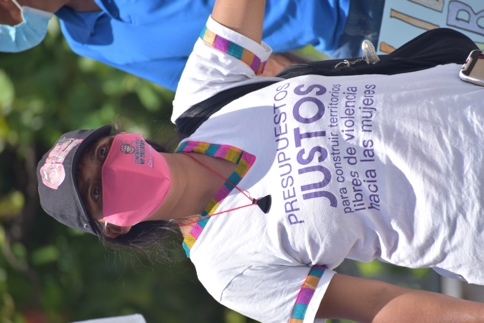 PRESUPUESTOS
JUSTOS
para construir territorios
libres de violencia
hacia las mujeres